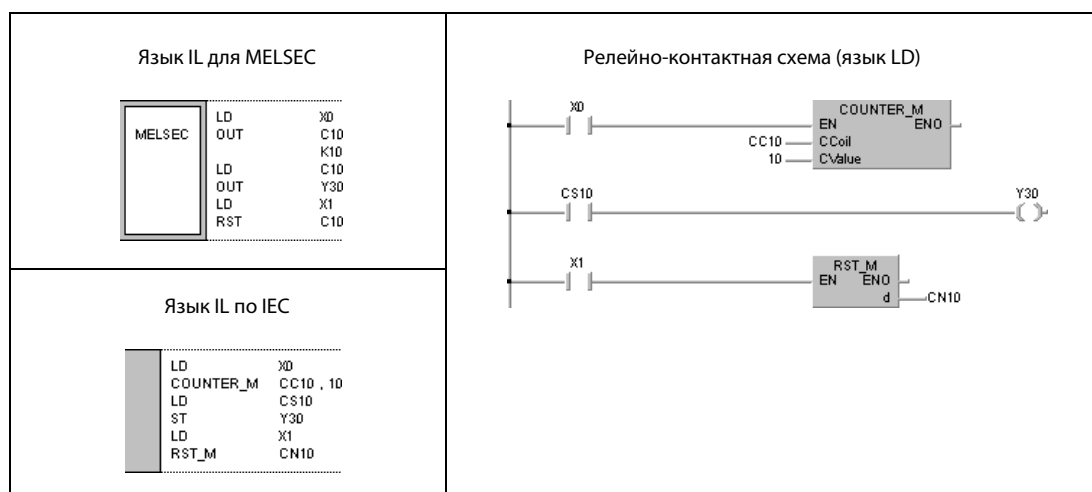 Язык IL для MELSEC
MELSEC
LD X0
OUT C10
K10
LD C10
OUT Y30
LD X1
RST C10
Язык IL по IEC
LD X0
COUNTER_M CC10 , 10
LD CS10
ST Y30
LD X1
RST_M CN10
Релейно-контактная схема (язык LD)
X0
COUNTER_M
EN ENO
CC10 CCoil
10 CValue
CS10 Y30
X1
RST_M
EN ENO
d CN10